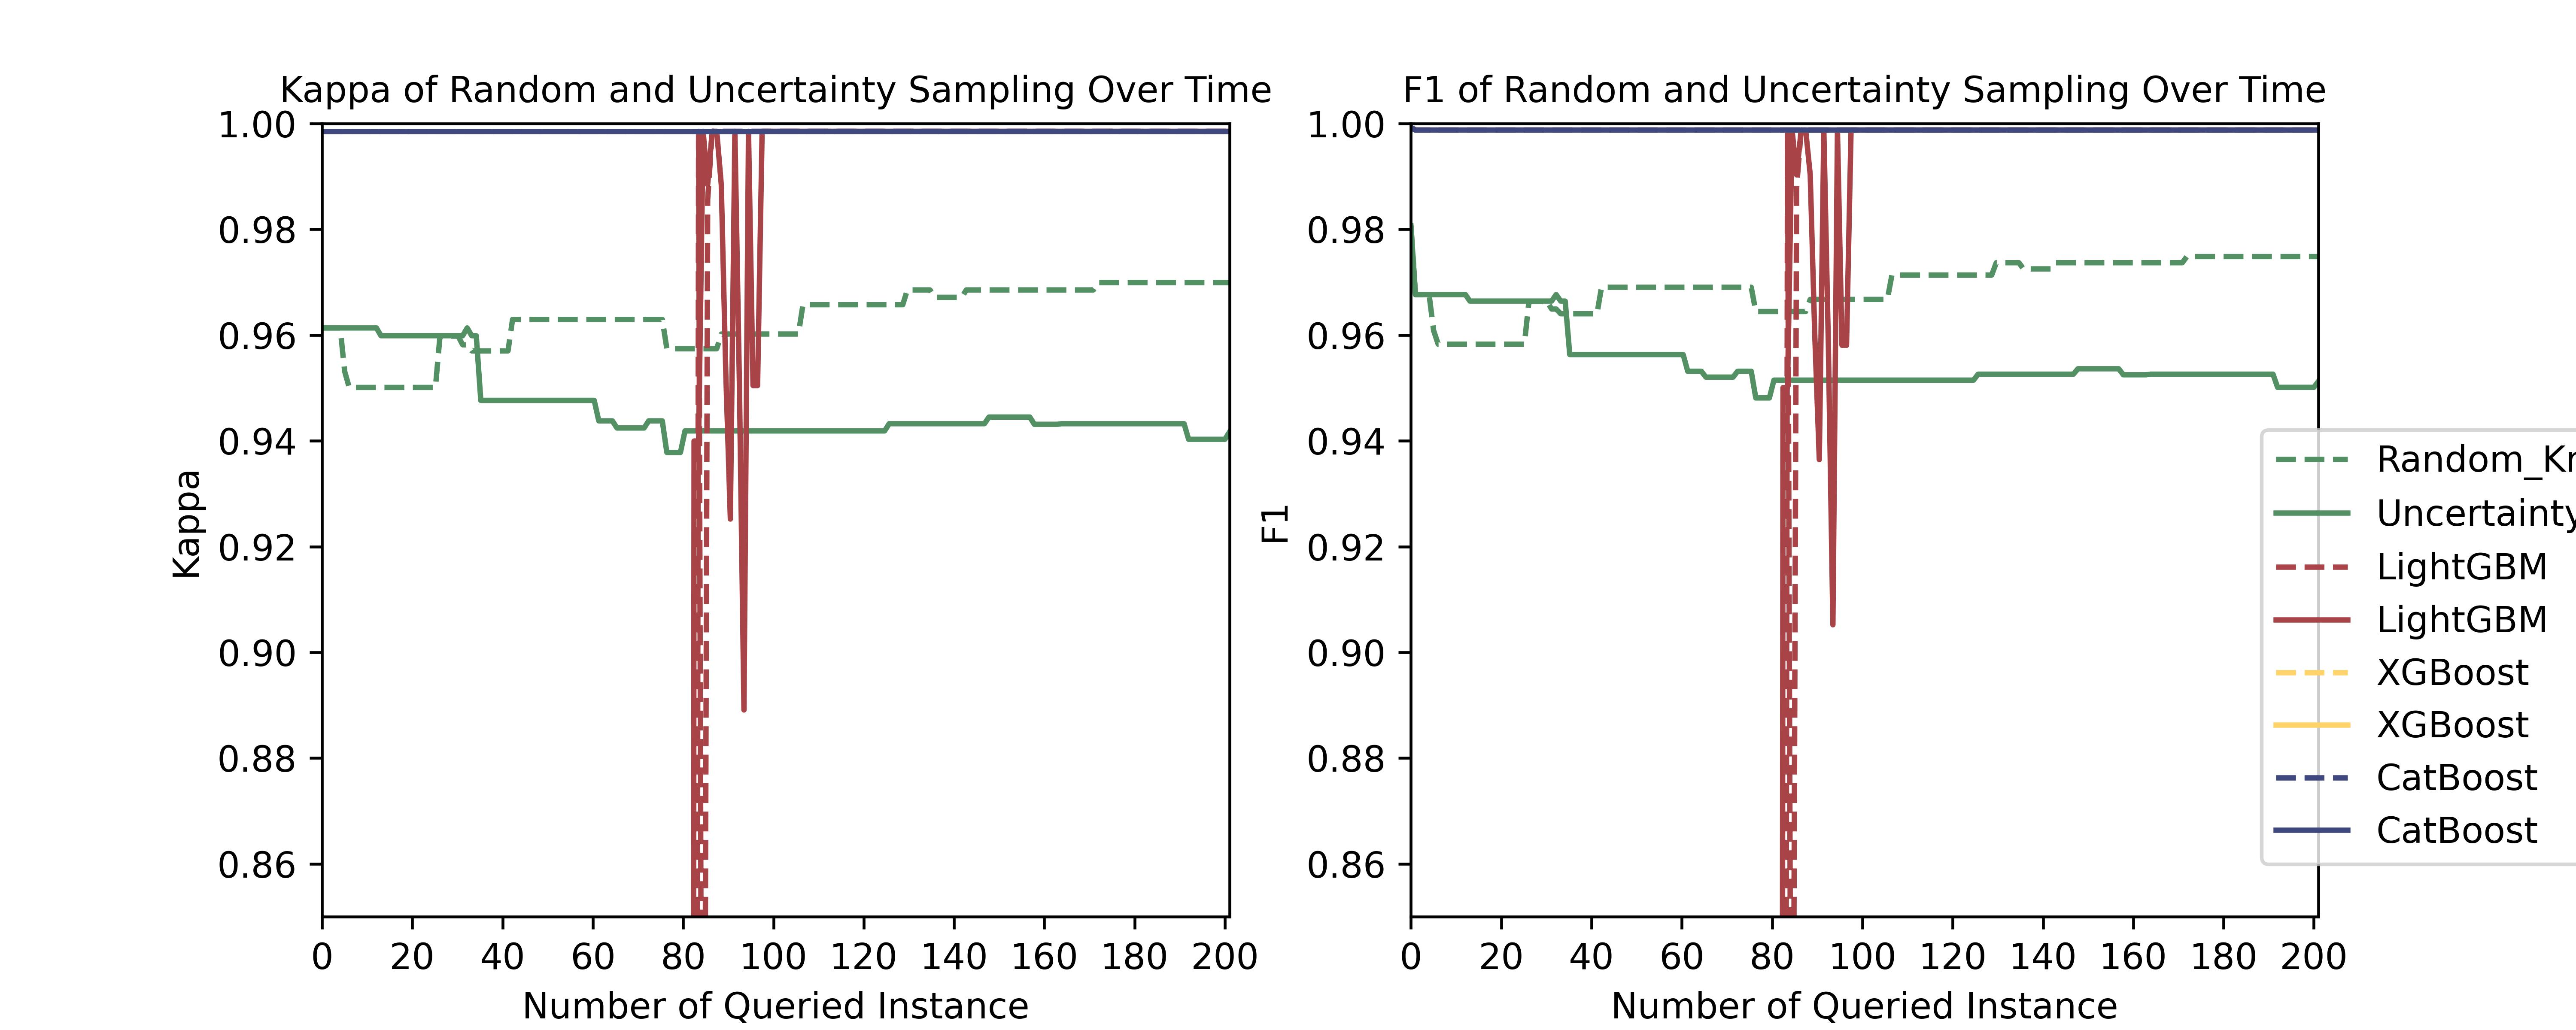 Kappa of Random and Uncertainty Sampling Over Time
1.00
0.98
0.96
0.94
0.92
0.90
0.88
0.86
Kappa
0 20 40 60 80 100 120 140 160 180 200
Number of Queried Instance
F1 of Random and Uncertainty Sampling Over Time
1.00
0.98
0.96
0.94
0.92
0.90
0.88
0.86
F1
0 20 40 60 80 100 120 140 160 180 200
Number of Queried Instance
Random_K
Uncertainty
LightGBM
LightGBM
XGBoost
XGBoost
CatBoost
CatBoost